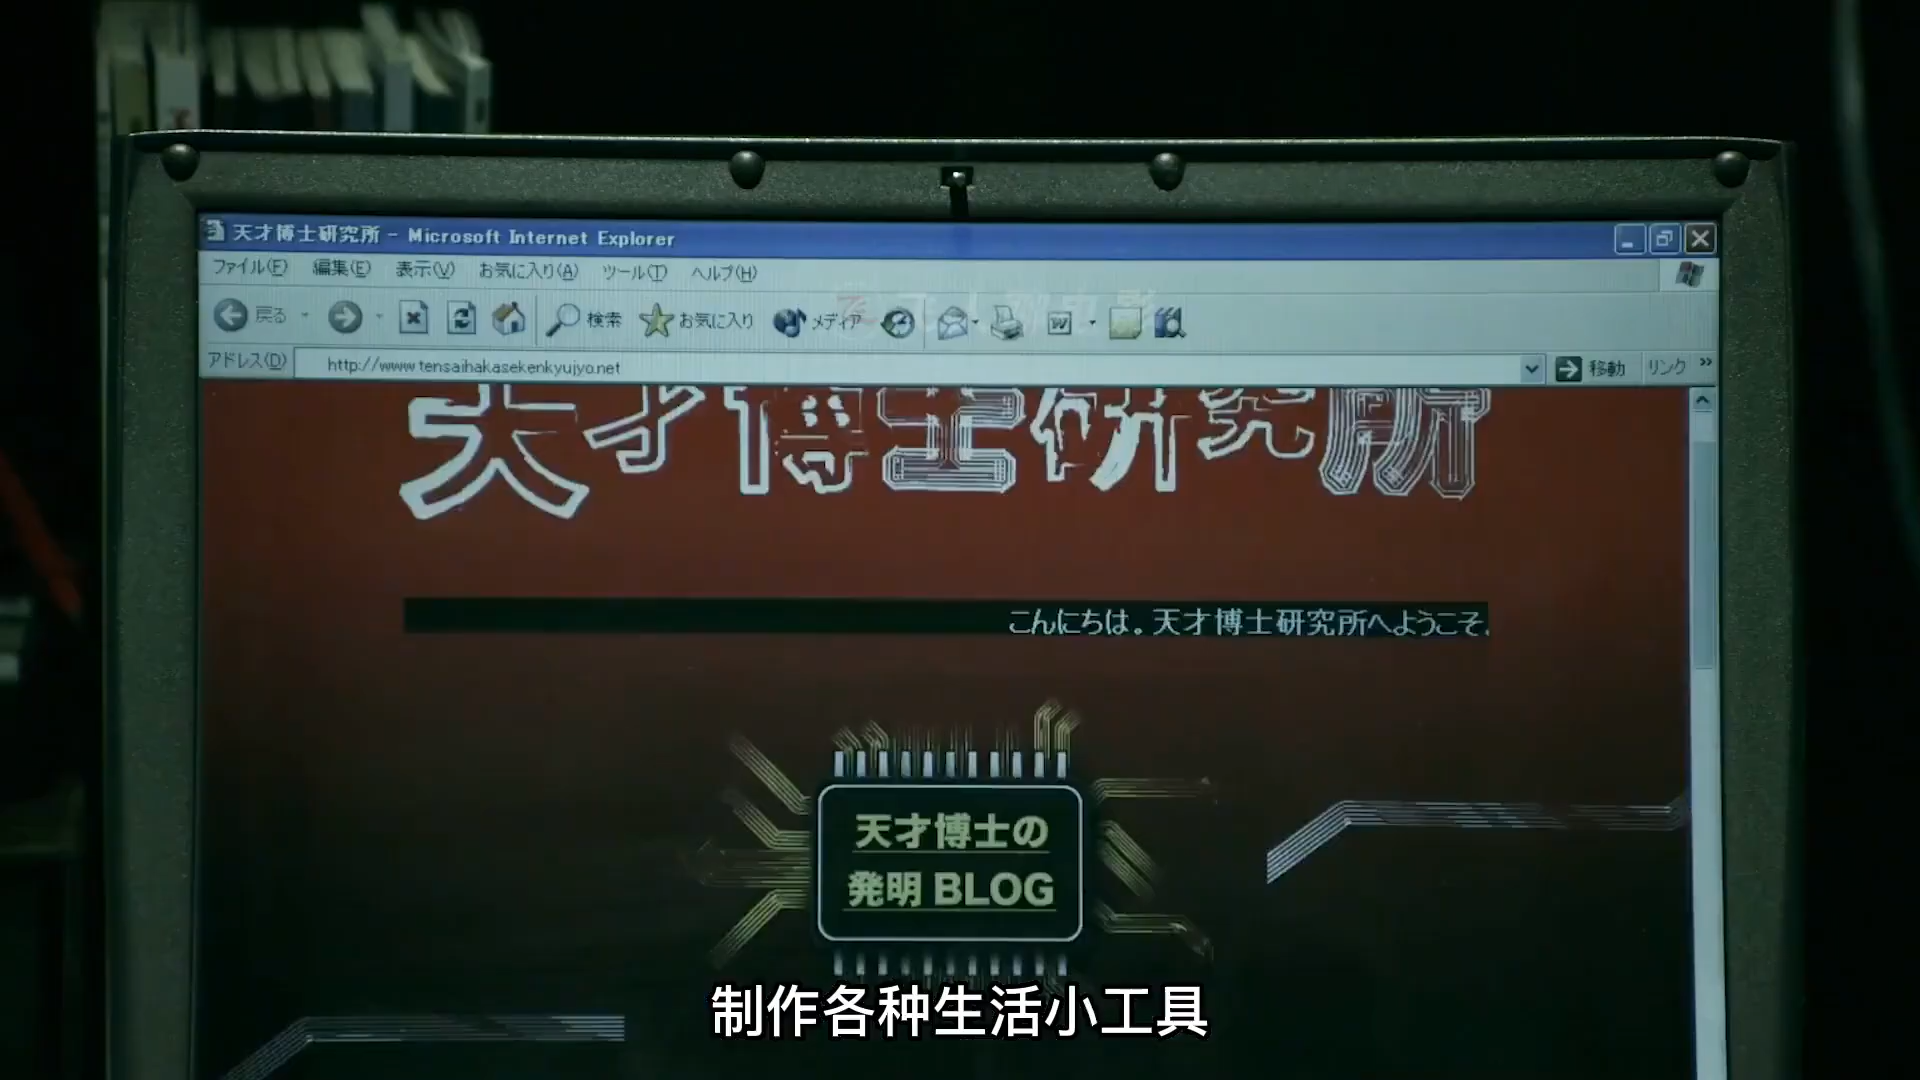 天才博士研究所 - Microsoft Internet Explorer
ファイル(F) 編集(E) 表示(V) お気に入り(A) ツール(T) ヘルプ(H)
戻る 検索 お気に入り メディア
アドレス(D) http://www.tensaihakasekenkyujyo.net 移動 リンク »
天才博士研究所
こんにちは。天才博士研究所へようこそ.
天才博士の
発明 BLOG
制作各种生活小工具